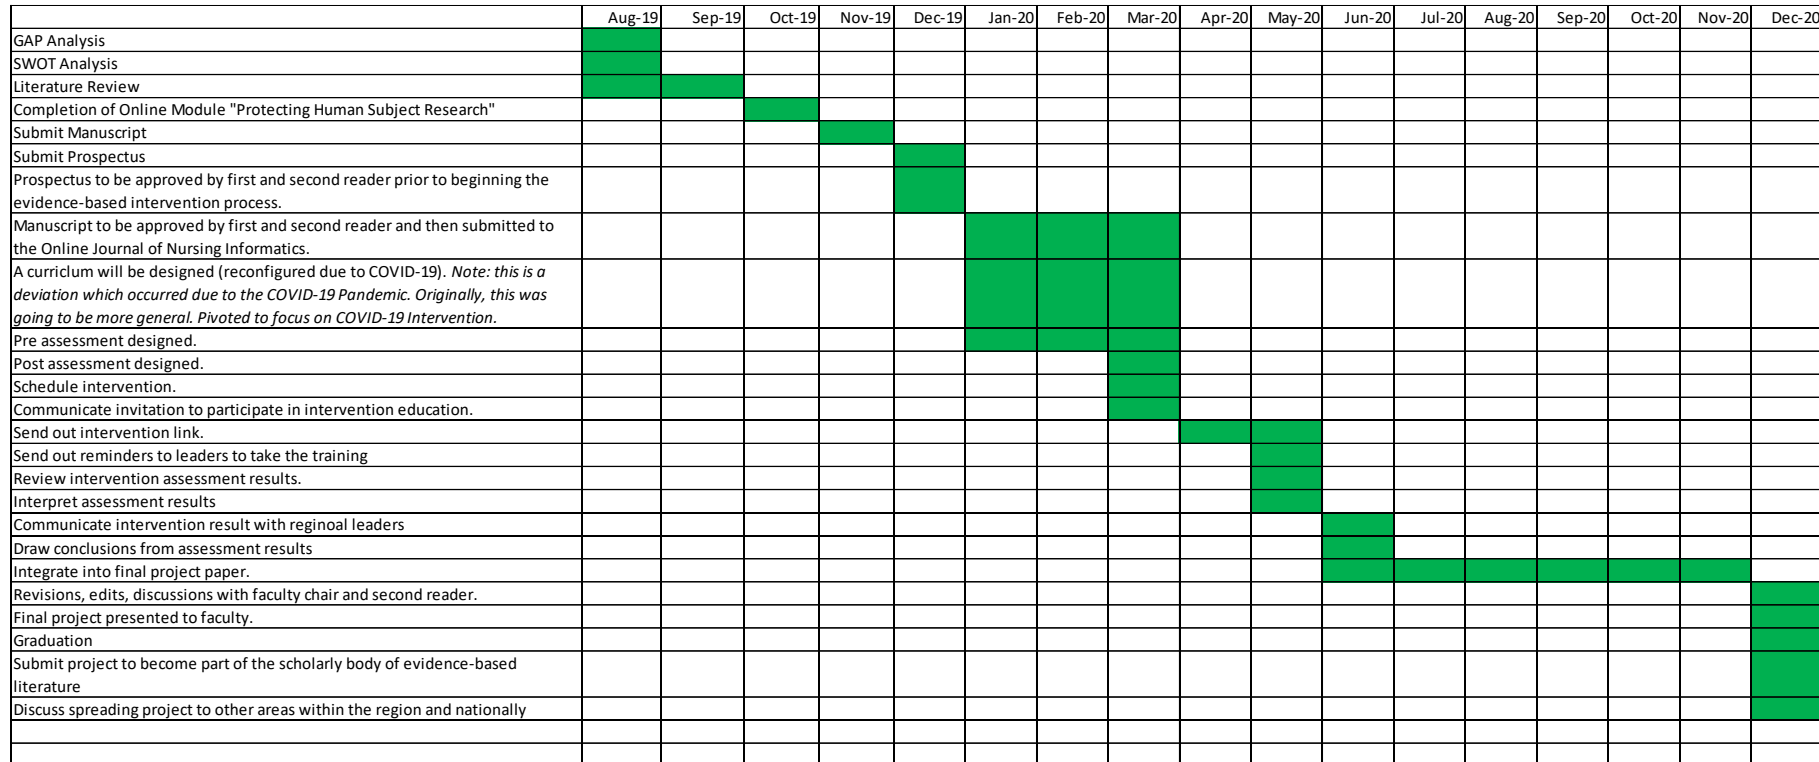 Aug-19 Sep-19 Oct-19 Nov-19 Dec-19 Jan-20 Feb-20 Mar-20 Apr-20 May-20 Jun-20 Jul-20 Aug-20 Sep-20 Oct-20 Nov-20 Dec-20
GAP Analysis
SWOT Analysis
Literature Review
Completion of Online Module "Protecting Human Subject Research"
Submit Manuscript
Submit Prospectus
Prospectus to be approved by first and second reader prior to beginning the
evidence-based intervention process.
Manuscript to be approved by first and second reader and then submitted to
the Online Journal of Nursing Informatics.
A curriclum will be designed (reconfigured due to COVID-19). Note: this is a
deviation which occurred due to the COVID-19 Pandemic. Originally, this was
going to be more general. Pivoted to focus on COVID-19 Intervention.
Pre assessment designed.
Post assessment designed.
Schedule intervention.
Communicate invitation to participate in intervention education.
Send out intervention link.
Send out reminders to leaders to take the training
Review intervention assessment results.
Interpret assessment results
Communicate intervention result with reginoal leaders
Draw conclusions from assessment results
Integrate into final project paper.
Revisions, edits, discussions with faculty chair and second reader.
Final project presented to faculty.
Graduation
Submit project to become part of the scholarly body of evidence-based
literature
Discuss spreading project to other areas within the region and nationally